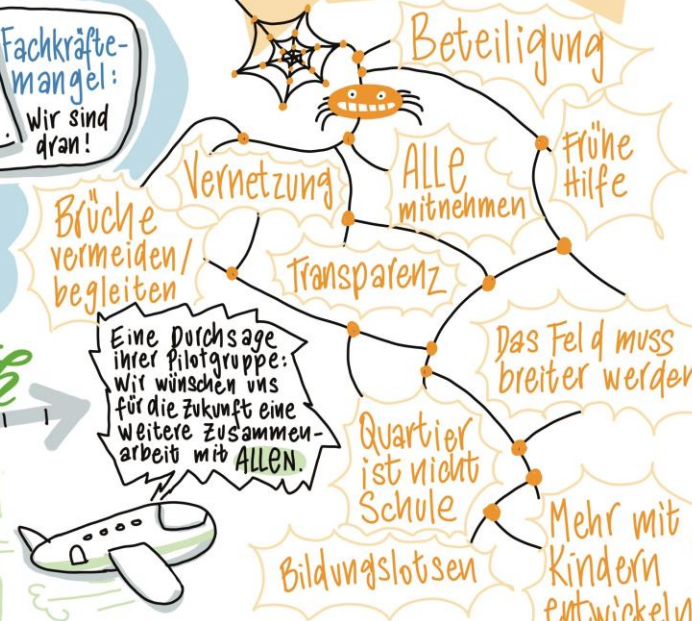 Fachkräfte-
mangel:
Wir sind
dran!
Beteiligung
Frühe
Hilfe
Vernetzung
ALLE
mitnehmen
Brüche
vermeiden/
begleiten
Transparenz
Eine Durchsage
ihrer Pilotgruppe:
Wir wünschen uns
für die Zukunft eine
weitere Zusammen-
arbeit mit ALLEN.
Das Feld muss
breiter werden
Quartier
ist nicht
Schule
Bildungslotsen
Mehr mit
Kindern
entwickeln